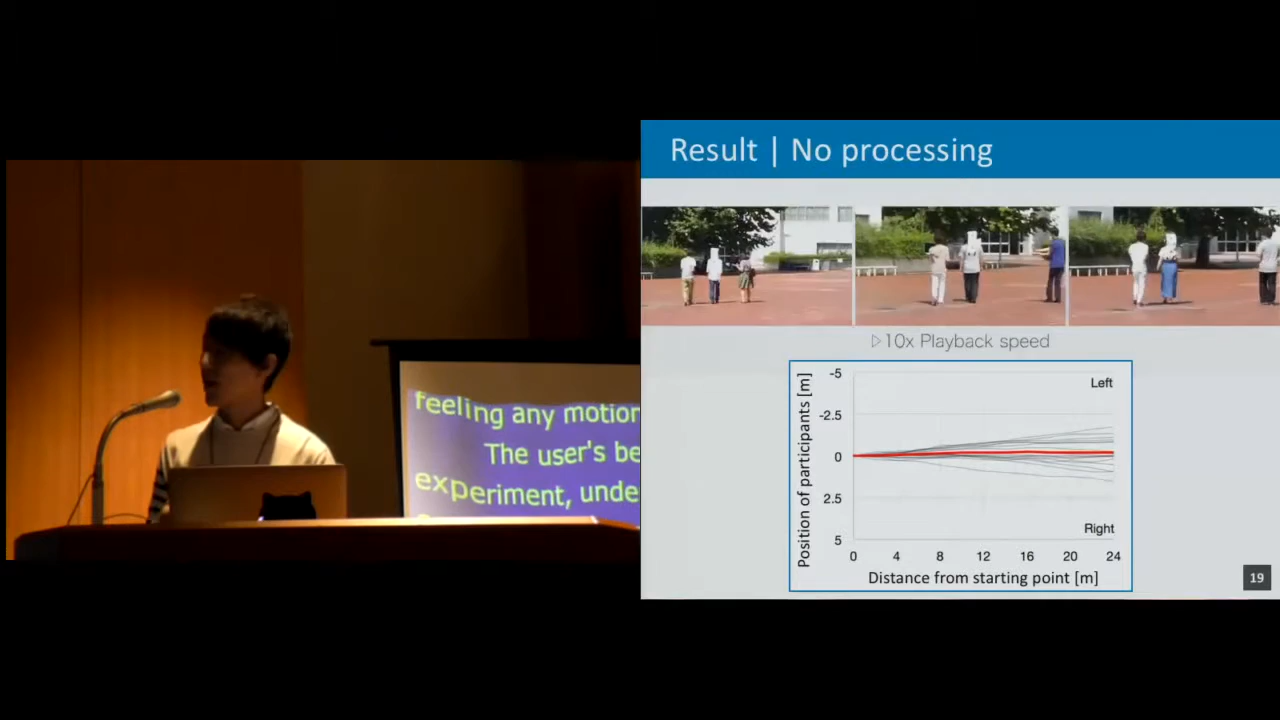 feeling any motion
The user's be
experiment, unde
Result | No processing
▷10x Playback speed
Position of participants [m]
-5
-2.5
0
2.5
5
Left
Right
0 4 8 12 16 20 24
Distance from starting point [m]
19